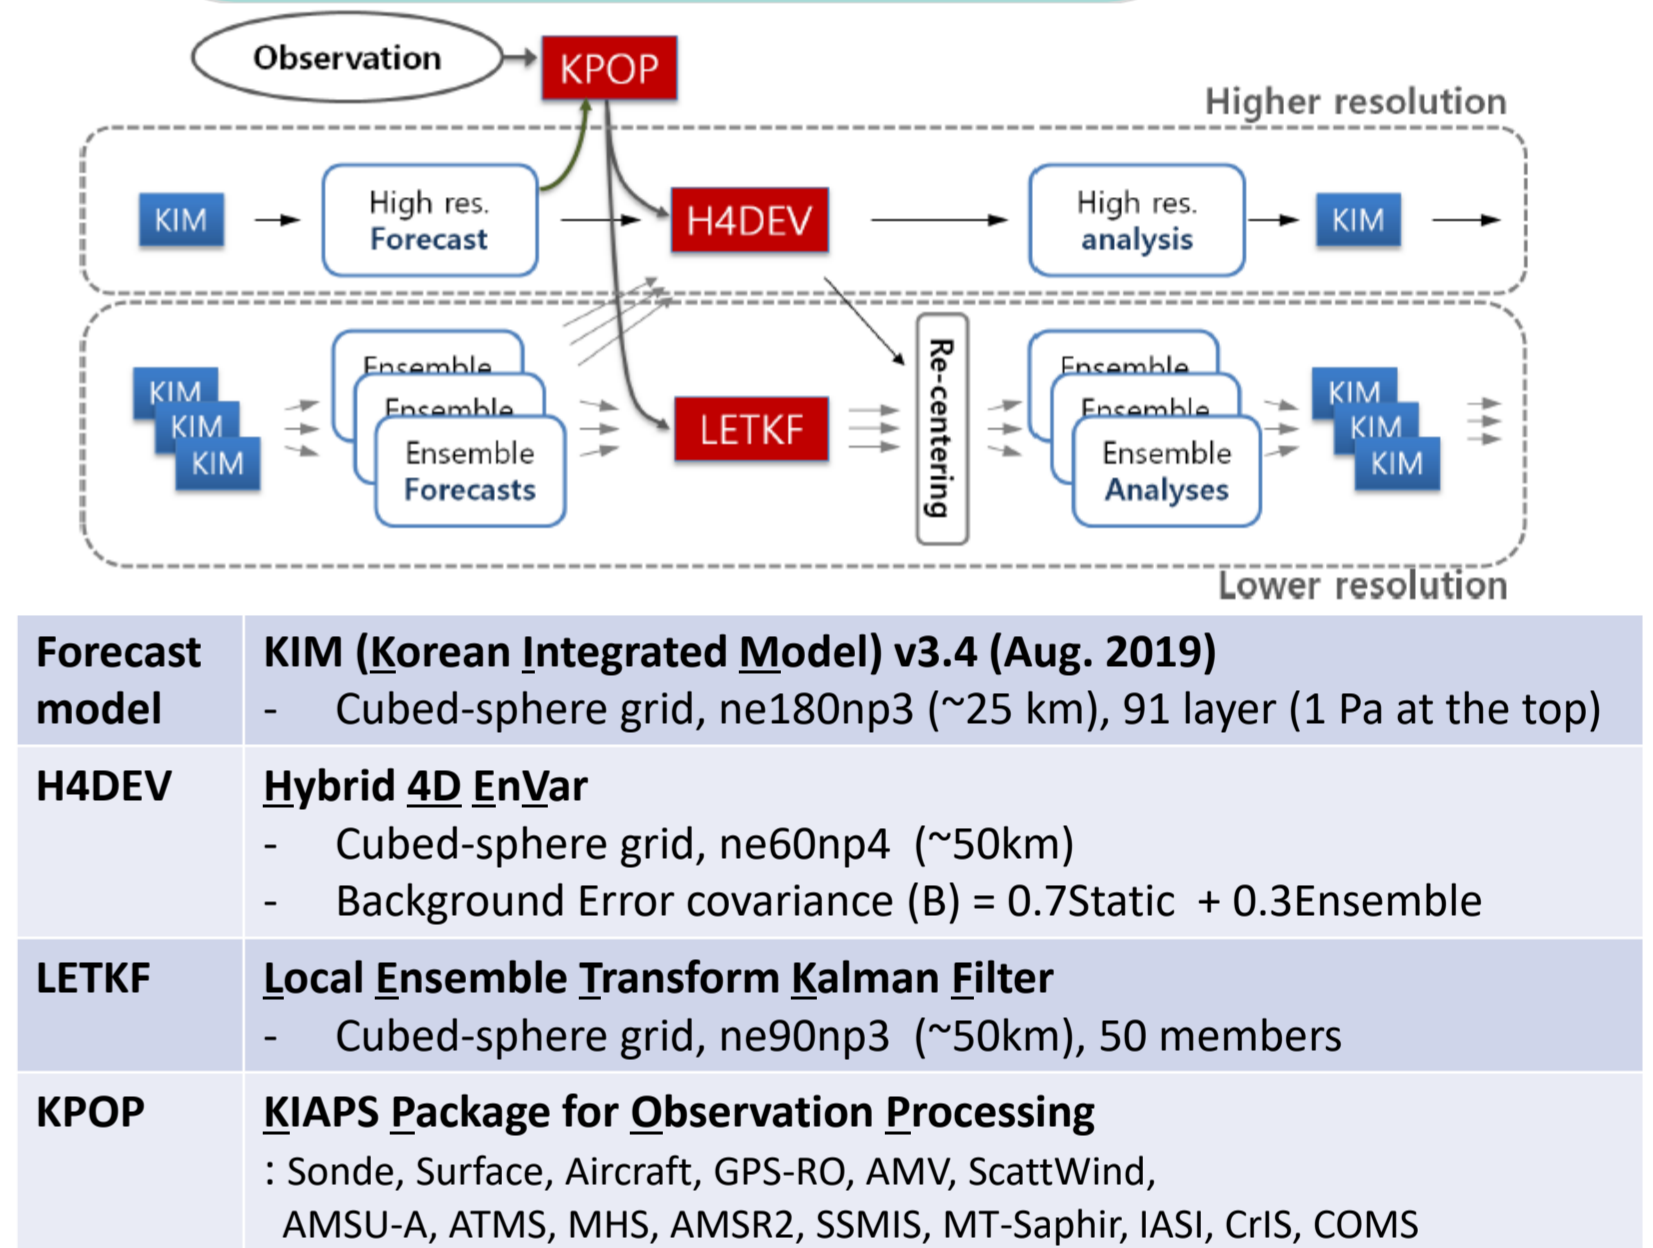 Observation
KPOP
Higher resolution
KIM
High res.
Forecast
H4DEV
High res.
analysis
KIM
KIM
KIM
KIM
Ensemble
Ensemble
Ensemble
Forecasts
LETKF
Re-centering
Ensemble
Ensemble
Ensemble
Analyses
KIM
KIM
KIM
Lower resolution
Forecast model
KIM (Korean Integrated Model) v3.4 (Aug. 2019)
- Cubed-sphere grid, ne180np3 (~25 km), 91 layer (1 Pa at the top)
H4DEV
Hybrid 4D EnVar
- Cubed-sphere grid, ne60np4 (~50km)
- Background Error covariance (B) = 0.7Static + 0.3Ensemble
LETKF
Local Ensemble Transform Kalman Filter
- Cubed-sphere grid, ne90np3 (~50km), 50 members
KPOP
KIAPS Package for Observation Processing
: Sonde, Surface, Aircraft, GPS-RO, AMV, ScattWind,
AMSU-A, ATMS, MHS, AMSR2, SSMIS, MT-Saphir, IASI, CrIS, COMS